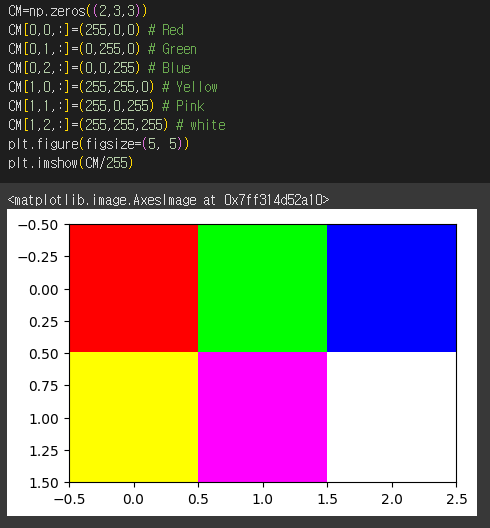 CM=np.zeros((2,3,3))
CM[0,0,:]=(255,0,0) # Red
CM[0,1,:]=(0,255,0) # Green
CM[0,2,:]=(0,0,255) # Blue
CM[1,0,:]=(255,255,0) # Yellow
CM[1,1,:]=(255,0,255) # Pink
CM[1,2,:]=(255,255,255) # white
plt.figure(figsize=(5, 5))
plt.imshow(CM/255)
<matplotlib.image.AxesImage at 0x7ff314d52a10>
−0.50
−0.25
0.00
0.25
0.50
0.75
1.00
1.25
1.50
−0.5 0.0 0.5 1.0 1.5 2.0 2.5